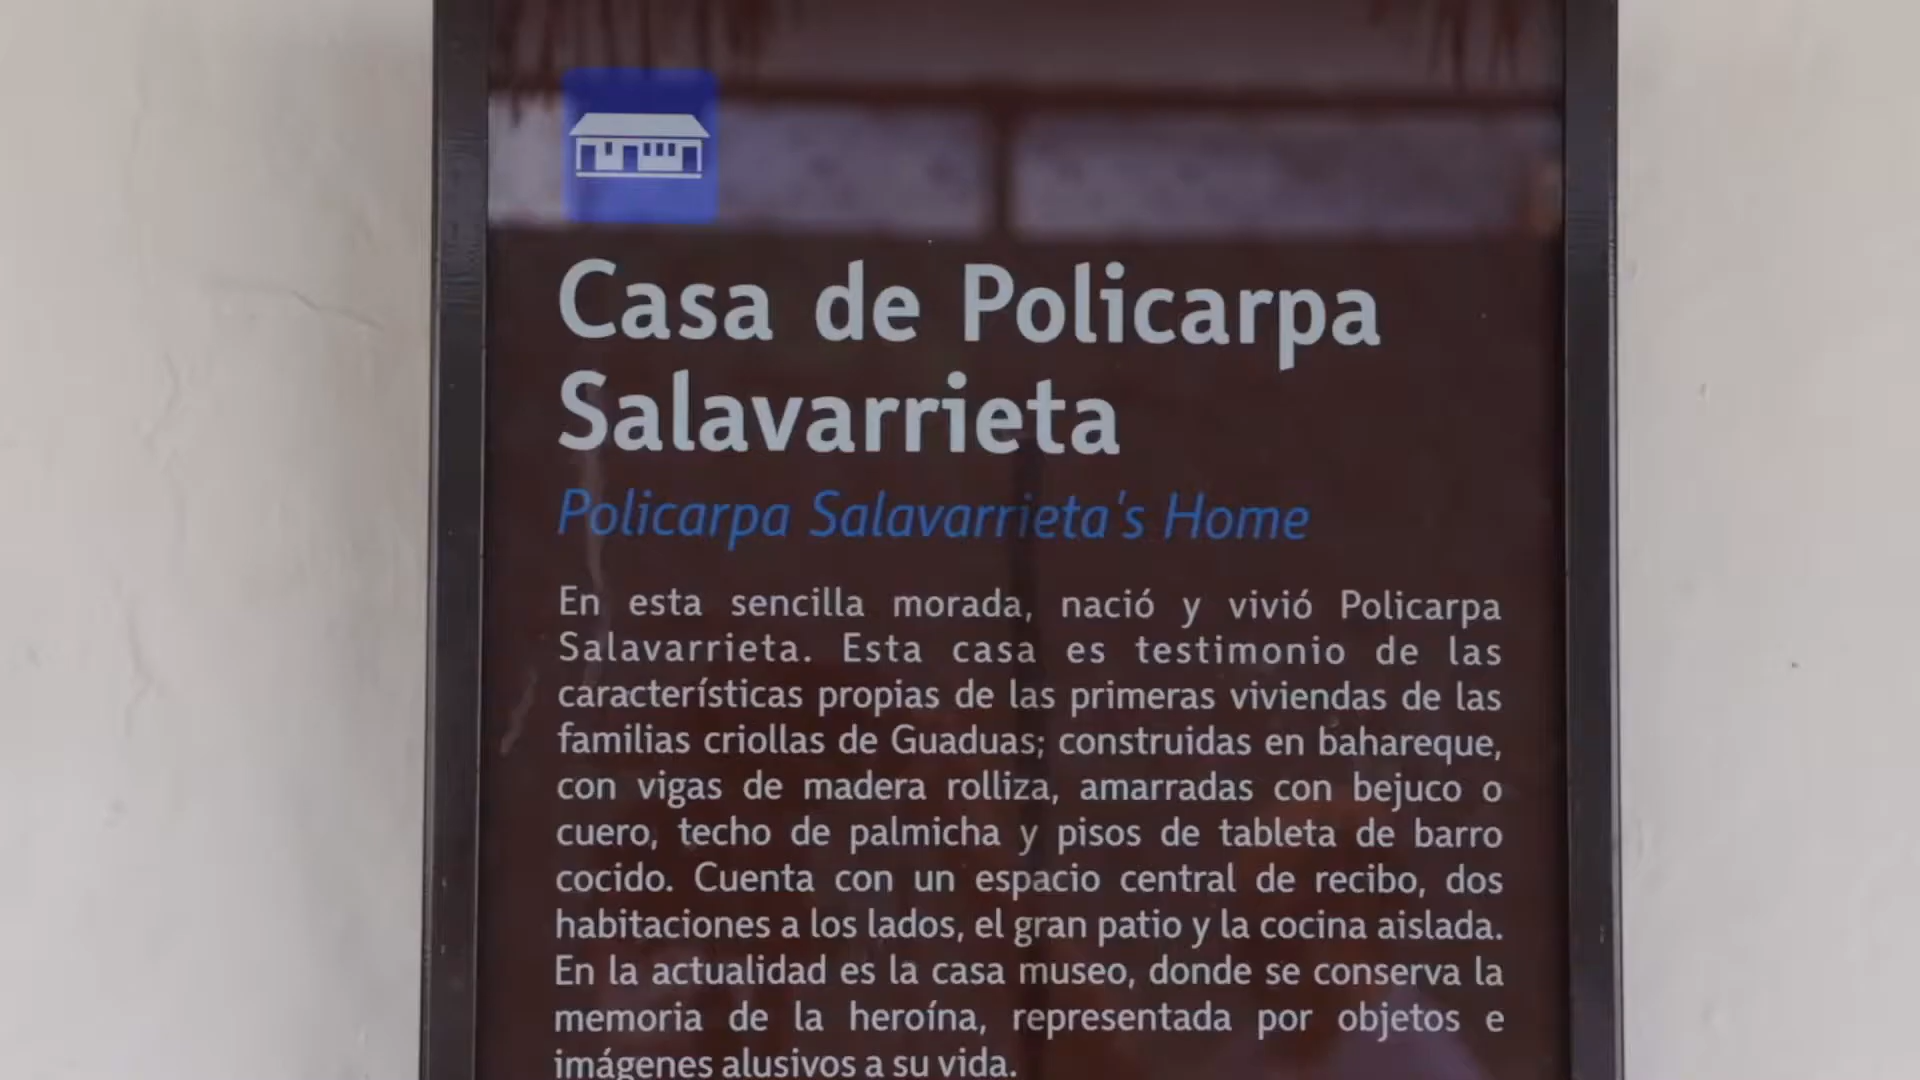 Casa de Policarpa
Salavarrieta
Policarpa Salavarrieta's Home
En esta sencilla morada, nació y vivió Policarpa
Salavarrieta. Esta casa es testimonio de las
características propias de las primeras viviendas de las
familias criollas de Guaduas; construidas en bahareque,
con vigas de madera rolliza, amarradas con bejuco o
cuero, techo de palmicha y pisos de tableta de barro
cocido. Cuenta con un espacio central de recibo, dos
habitaciones a los lados, el gran patio y la cocina aislada.
En la actualidad es la casa museo, donde se conserva la
memoria de la heroína, representada por objetos e
imágenes alusivos a su vida.